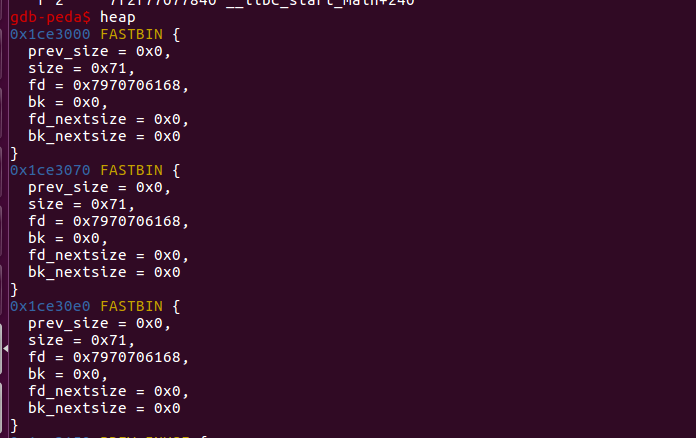 gdb-peda$ heap
0x1ce3000 FASTBIN {
  prev_size = 0x0,
  size = 0x71,
  fd = 0x7970706168,
  bk = 0x0,
  fd_nextsize = 0x0,
  bk_nextsize = 0x0
}
0x1ce3070 FASTBIN {
  prev_size = 0x0,
  size = 0x71,
  fd = 0x7970706168,
  bk = 0x0,
  fd_nextsize = 0x0,
  bk_nextsize = 0x0
}
0x1ce30e0 FASTBIN {
  prev_size = 0x0,
  size = 0x71,
  fd = 0x7970706168,
  bk = 0x0,
  fd_nextsize = 0x0,
  bk_nextsize = 0x0
}